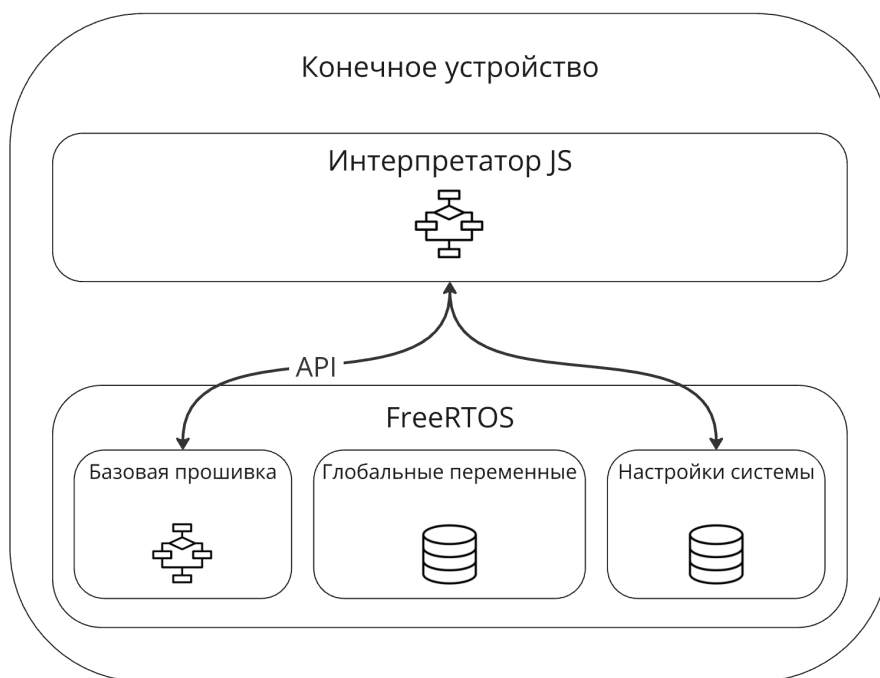 Конечное устройство
Интерпретатор JS
API
FreeRTOS
Базовая прошивка
Глобальные переменные
Настройки системы